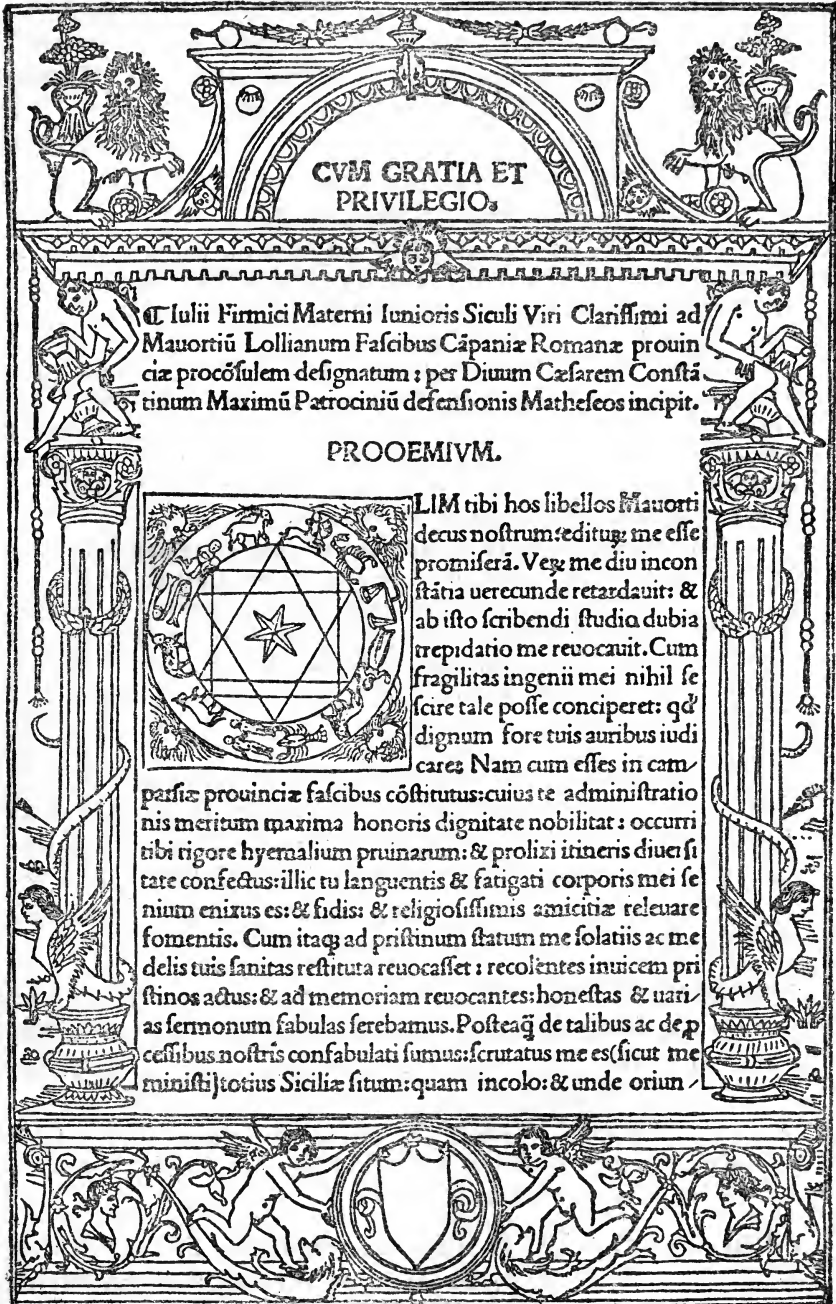 CVM GRATIA ET
PRIVILEGIO.
¶ Iulii Firmici Materni Iunioris Siculi Viri Clariſſimi ad
Mauortiū Lollianum Faſcibus Cāpaniæ Romanæ prouin
ciæ procōſulem deſignatum : per Diuum Cæſarem Conſtā
tinum Maximū Patrociniū defenſionis Matheſeos incipit.
PROOEMIVM.
LIM tibi hos libellos Mauorti
decus noſtrum: editurꝫ me eſſe
promiſerā. Veꝝ me diu incon
ſtātia uerecunde retardauit: &
ab iſto ſcribendi ſtudio dubia
trepidatio me reuocauit. Cum
fragilitas ingenii mei nihil ſe
ſcire tale poſſe conciperet: qđ
dignum fore tuis auribus iudi
care: Nam cum eſſes in cam/
paniæ prouinciæ faſcibus cōſtitutus: cuius te adminiſtratio
nis meritum maxima honoris dignitate nobilitat : occurri
tibi rigore hyemalium pruinarum: & prolixi itineris diuerſi
tate confectus: illic tu languentis & fatigati corporis mei ſe
nium enixus es: & fidis: & religioſiſſimis amicitiæ releuare
fomentis. Cum itaqꝫ ad priſtinum ſtatum me ſolatiis ac me
delis tuis ſanitas reſtituta reuocaſſet : recolentes inuicem pri
ſtinos actus: & ad memoriam reuocantes: honeſtas & uari/
as ſermonum fabulas ſerebamus. Poſteaq̄ de talibus ac de ꝓ
ceſſibus noſtris confabulati ſumus: ſcrutatus me es (ſicut me
miniſti) totius Siciliæ ſitum: quam incolo: & unde oriun/